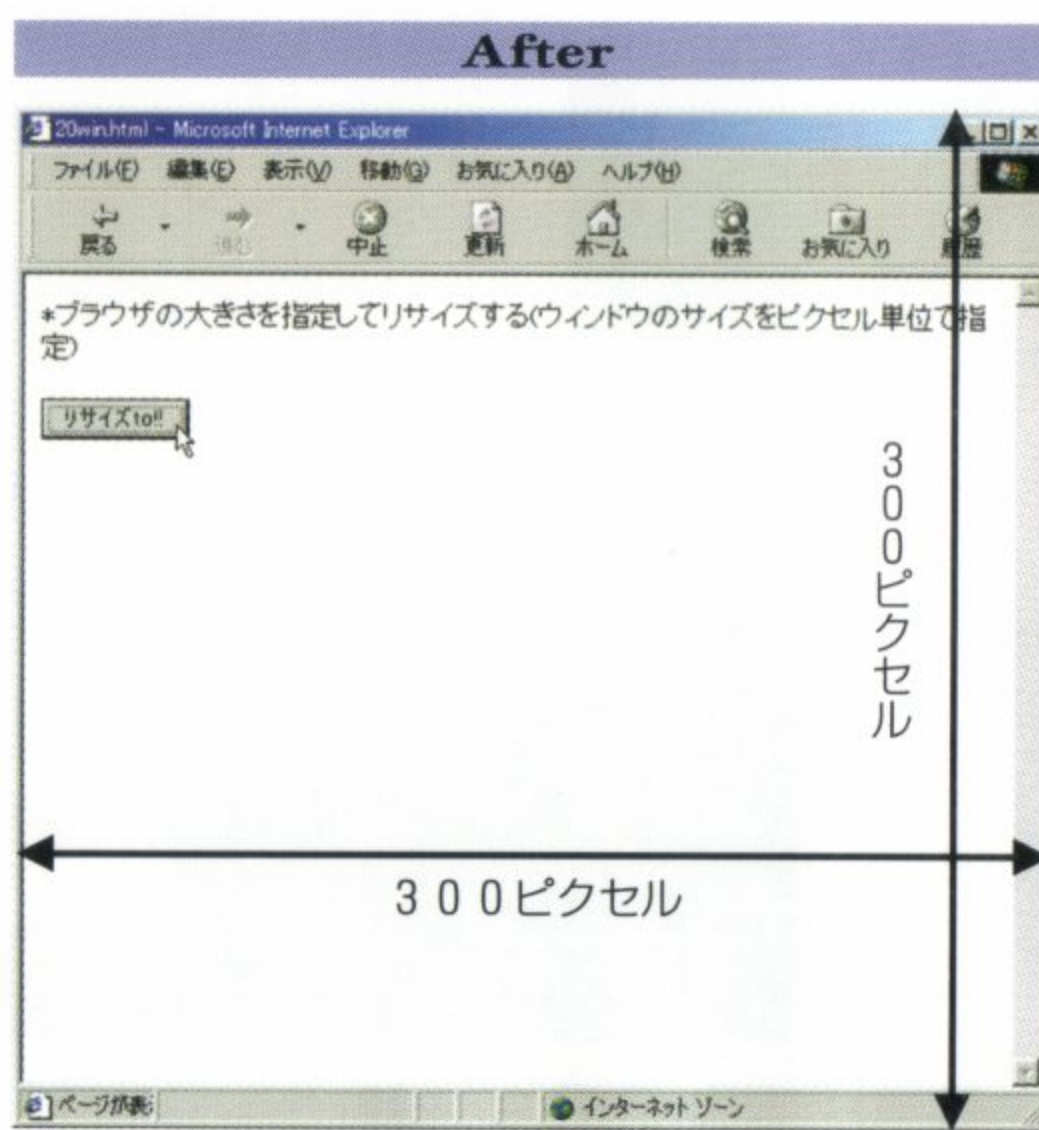 After
20win.html - Microsoft Internet Explorer
ファイル(F) 編集(E) 表示(V) 移動(G) お気に入り(A) ヘルプ(H)
戻る 進む 中止 更新 ホーム 検索 お気に入り 履歴
*ブラウザの大きさを指定してリサイズする(ウィンドウのサイズをピクセル単位で指
定)
リサイズto!!
300ピクセル
300ピクセル
ページが表
インターネット ゾーン